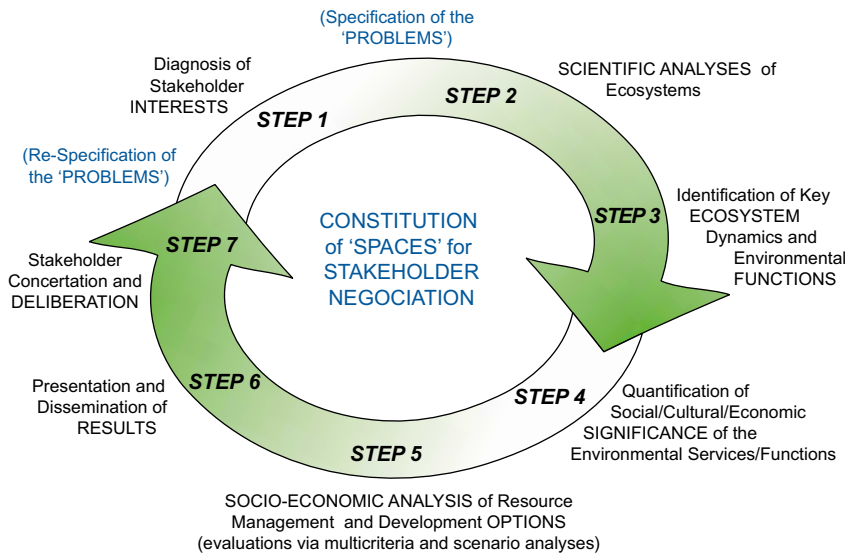 (Specification of the
'PROBLEMS')
Diagnosis of
Stakeholder
INTERESTS
STEP 1
STEP 2
SCIENTIFIC ANALYSES of
Ecosystems
(Re-Specification of
the 'PROBLEMS')
STEP 3
Identification of Key
ECOSYSTEM
Dynamics and
Environmental
FUNCTIONS
CONSTITUTION
of 'SPACES' for
STAKEHOLDER
NEGOCIATION
STEP 7
Stakeholder
Concertation and
DELIBERATION
STEP 4
Quantification of
Social/Cultural/Economic
SIGNIFICANCE of the
Environmental Services/Functions
STEP 6
Presentation and
Dissemination of
RESULTS
STEP 5
SOCIO-ECONOMIC ANALYSIS of Resource
Management and Development OPTIONS
(evaluations via multicriteria and scenario analyses)